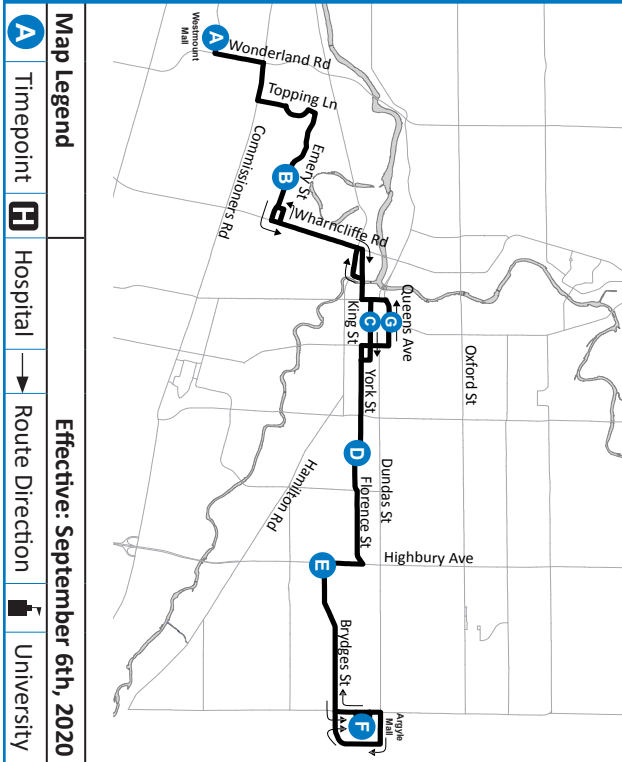 A
Westmount
Mall
Wonderland Rd
Topping Ln
Commissioners Rd
Emery St
B
Wharncliffe Rd
Queens Ave
G
C
King St
York St
Oxford St
D
Dundas St
Florence St
Hamilton Rd
Highbury Ave
E
Brydges St
F
Argyle
Mall
Map Legend
Effective: September 6th, 2020
A Timepoint H Hospital Route Direction University